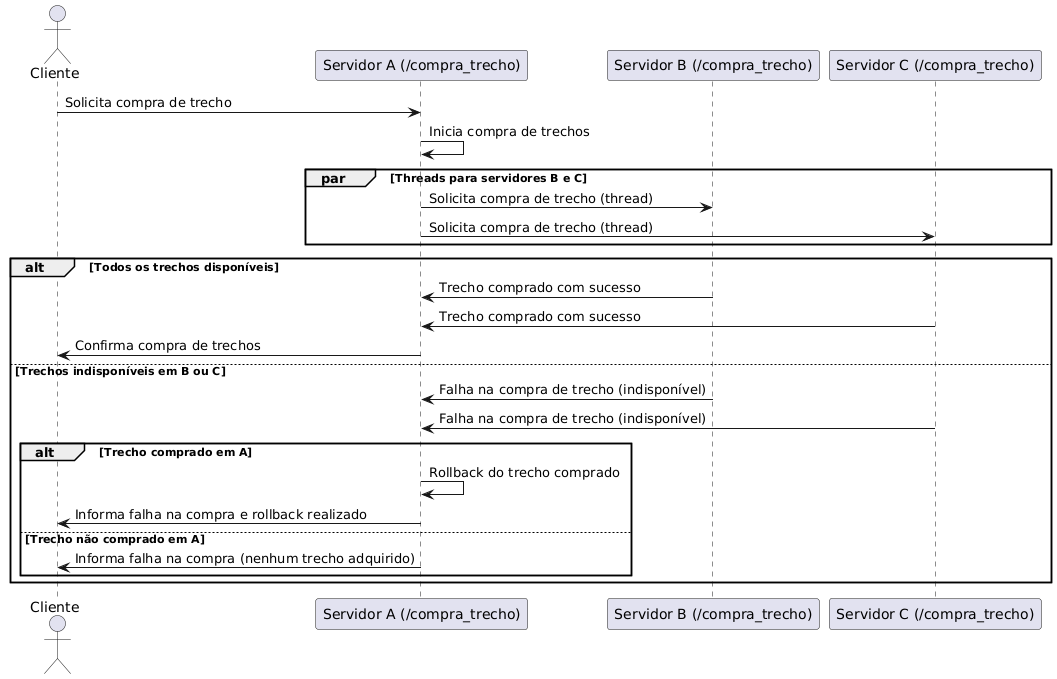 Cliente
Servidor A (/compra_trecho)
Servidor B (/compra_trecho)
Servidor C (/compra_trecho)
Solicita compra de trecho
Inicia compra de trechos
par
[Threads para servidores B e C]
Solicita compra de trecho (thread)
Solicita compra de trecho (thread)
alt
[Todos os trechos disponíveis]
Trecho comprado com sucesso
Trecho comprado com sucesso
Confirma compra de trechos
[Trechos indisponíveis em B ou C]
Falha na compra de trecho (indisponível)
Falha na compra de trecho (indisponível)
alt
[Trecho comprado em A]
Rollback do trecho comprado
Informa falha na compra e rollback realizado
[Trecho não comprado em A]
Informa falha na compra (nenhum trecho adquirido)
Cliente
Servidor A (/compra_trecho)
Servidor B (/compra_trecho)
Servidor C (/compra_trecho)